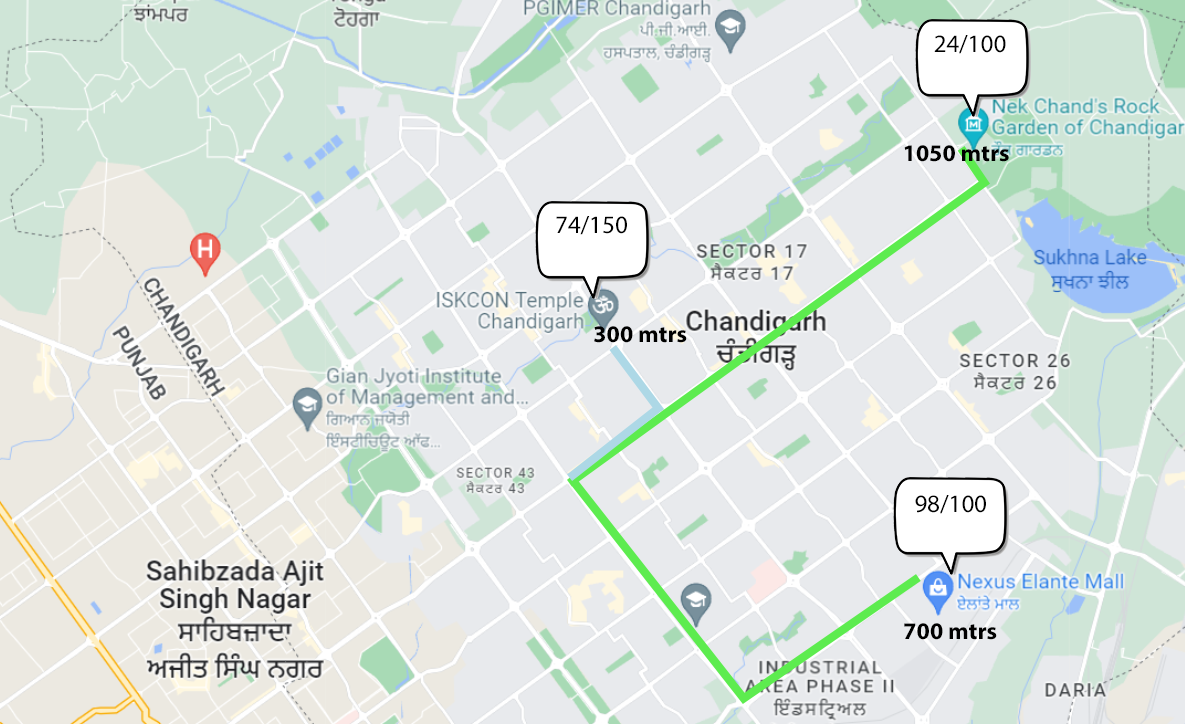 ਝਾਂਮਪਰ
ਟੋਹਗਾ
PGIMER Chandigarh
ਪੀ.ਜੀ.ਆਈ.
ਹਸਪਤਾਲ, ਚੰਡੀਗੜ੍ਹ
24/100
Nek Chand's Rock
Garden of Chandigar
ਰੌਕ ਗਾਰਡਨ
1050 mtrs
74/150
SECTOR 17
ਸੈਕਟਰ 17
Sukhna Lake
ਸੁਖਨਾ ਝੀਲ
ISKCON Temple
Chandigarh
300 mtrs
Chandigarh
ਚੰਡੀਗੜ੍ਹ
CHANDIGARH
PUNJAB
SECTOR 26
ਸੈਕਟਰ 26
Gian Jyoti Institute
of Management and...
ਗਿਆਨ ਜਯੋਤੀ
ਇੰਸਟੀਚਿਊਟ ਆੱਫ...
SECTOR 43
ਸੈਕਟਰ 43
98/100
Sahibzada Ajit
Singh Nagar
ਸਾਹਿਬਜ਼ਾਦਾ
ਅਜੀਤ ਸਿੰਘ ਨਗਰ
Nexus Elante Mall
ਏਲਾਂਤੇ ਮਾਲ
700 mtrs
INDUSTRIAL
AREA PHASE II
ਇੰਡਸਟ੍ਰਿਅਲ
DARIA
H